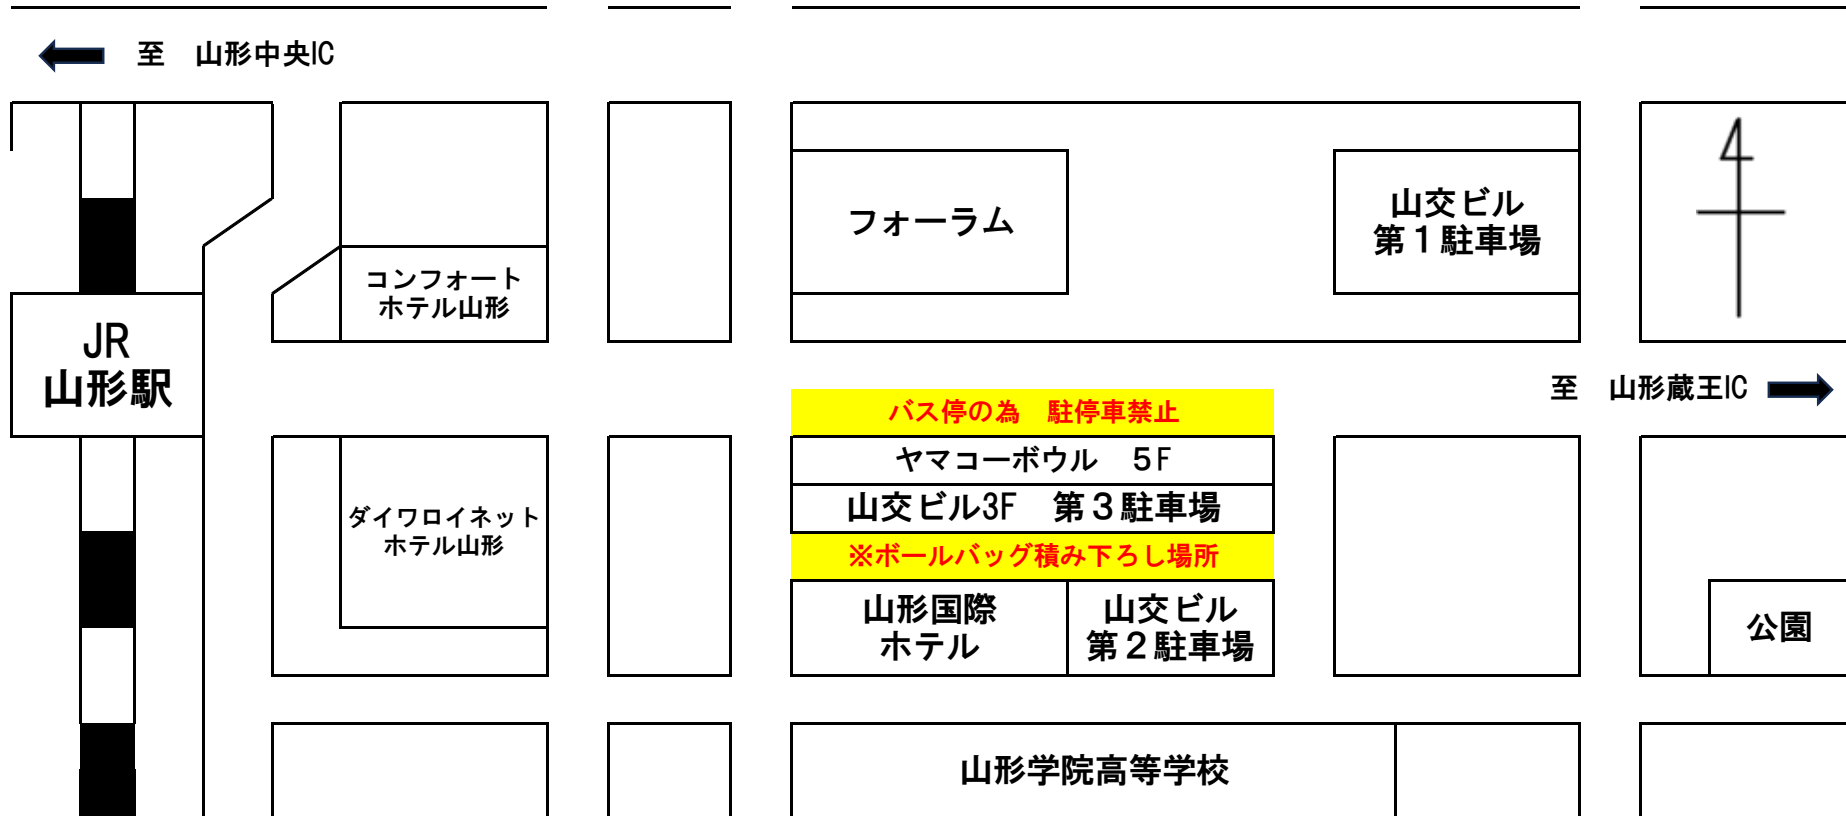 至　山形中央IC
フォーラム
山交ビル
第１駐車場
コンフォート
ホテル山形
JR
山形駅
至　山形蔵王IC
バス停の為　駐停車禁止
ヤマコーボウル　５F
山交ビル3F　第３駐車場
※ボールバッグ積み下ろし場所
ダイワロイネット
ホテル山形
山形国際
ホテル
山交ビル
第２駐車場
公園
山形学院高等学校